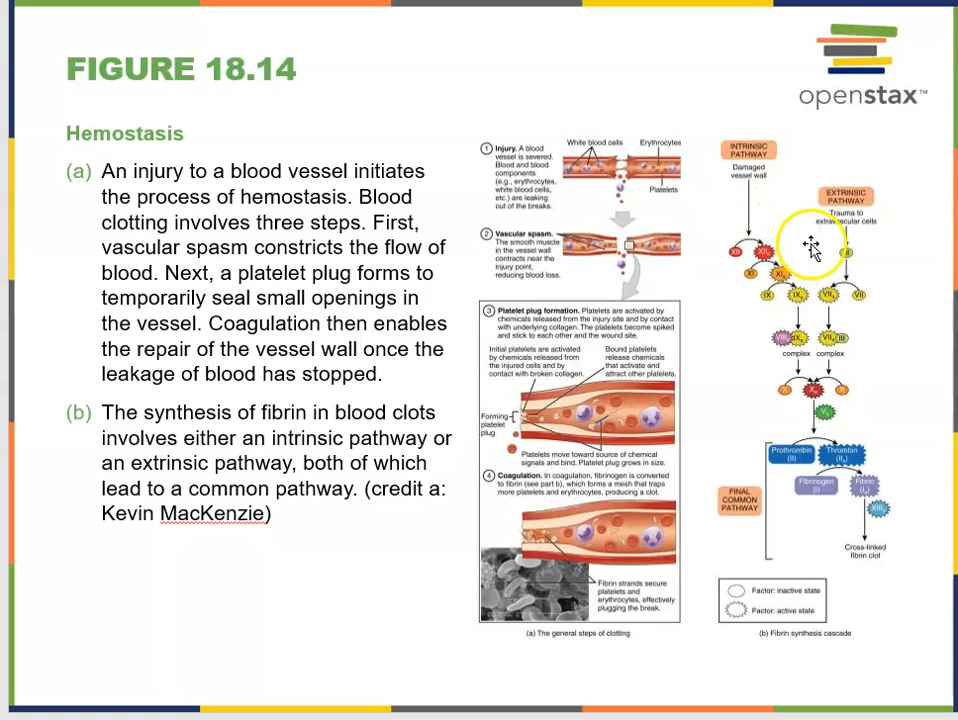 FIGURE 18.14
openstax™
Hemostasis
(a) An injury to a blood vessel initiates
the process of hemostasis. Blood
clotting involves three steps. First,
vascular spasm constricts the flow of
blood. Next, a platelet plug forms to
temporarily seal small openings in
the vessel. Coagulation then enables
the repair of the vessel wall once the
leakage of blood has stopped.
(b) The synthesis of fibrin in blood clots
involves either an intrinsic pathway or
an extrinsic pathway, both of which
lead to a common pathway. (credit a:
Kevin MacKenzie)
1 Injury. A blood
vessel is severed.
Blood and blood
components
(e.g., erythrocytes,
white blood cells,
etc.) are leaking
out of the breaks.
White blood cells
Erythrocytes
Platelets
2 Vascular spasm.
The smooth muscle
in the vessel wall
contracts near the
injury point,
reducing blood loss.
3 Platelet plug formation. Platelets are activated by
chemicals released from the injury site and by contact
with underlying collagen. The platelets become spiked
and stick to each other and the wound site.
Initial platelets are activated
by chemicals released from
the injured cells and by
contact with broken collagen.
Bound platelets
release chemicals
that activate and
attract other platelets.
Forming
platelet
plug
Platelets move toward source of chemical
signals and bind. Platelet plug grows in size.
4 Coagulation. In coagulation, fibrinogen is converted
to fibrin (see part b), which forms a mesh that traps
more platelets and erythrocytes, producing a clot.
Fibrin strands secure
platelets and
erythrocytes, effectively
plugging the break.
(a) The general steps of clotting
INTRINSIC
PATHWAY
Damaged
vessel wall
EXTRINSIC
PATHWAY
Trauma to
extravascular cells
XII
XIIa
XI
XIa
IX
IXa
VIIa
VII
VIIIa
IXa
VIIa
III
complex
complex
X
Xa
X
Va
Prothrombin
(II)
Thrombin
(IIa)
Fibrinogen
(I)
Fibrin
(Ia)
XIIIa
FINAL
COMMON
PATHWAY
Cross-linked
fibrin clot
Factor: inactive state
Factor: active state
(b) Fibrin synthesis cascade